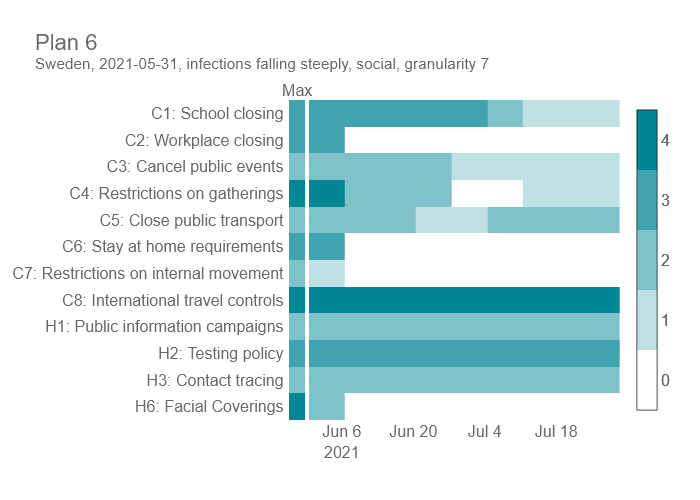 Plan 6
Sweden, 2021-05-31, infections falling steeply, social, granularity 7
Max
C1: School closing
C2: Workplace closing
C3: Cancel public events
C4: Restrictions on gatherings
C5: Close public transport
C6: Stay at home requirements
C7: Restrictions on internal movement
C8: International travel controls
H1: Public information campaigns
H2: Testing policy
H3: Contact tracing
H6: Facial Coverings
Jun 6 Jun 20 Jul 4 Jul 18
2021
4
3
2
1
0